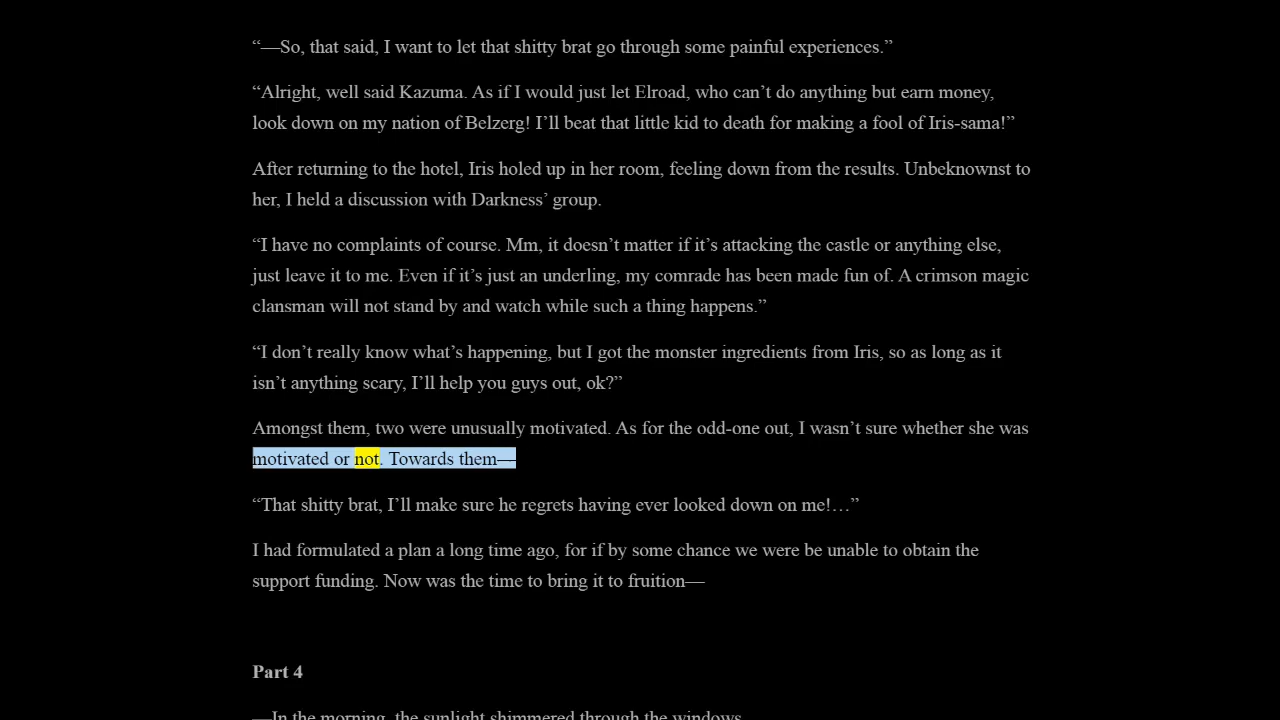 “—So, that said, I want to let that shitty brat go through some painful experiences.”
“Alright, well said Kazuma. As if I would just let Elroad, who can’t do anything but earn money,
look down on my nation of Belzerg! I’ll beat that little kid to death for making a fool of Iris-sama!”
After returning to the hotel, Iris holed up in her room, feeling down from the results. Unbeknownst to
her, I held a discussion with Darkness’ group.
“I have no complaints of course. Mm, it doesn’t matter if it’s attacking the castle or anything else,
just leave it to me. Even if it’s just an underling, my comrade has been made fun of. A crimson magic
clansman will not stand by and watch while such a thing happens.”
“I don’t really know what’s happening, but I got the monster ingredients from Iris, so as long as it
isn’t anything scary, I’ll help you guys out, ok?”
Amongst them, two were unusually motivated. As for the odd-one out, I wasn’t sure whether she was
motivated or not. Towards them—
“That shitty brat, I’ll make sure he regrets having ever looked down on me!…”
I had formulated a plan a long time ago, for if by some chance we were be unable to obtain the
support funding. Now was the time to bring it to fruition—
Part 4
—In the morning, the sunlight shimmered through the windows.